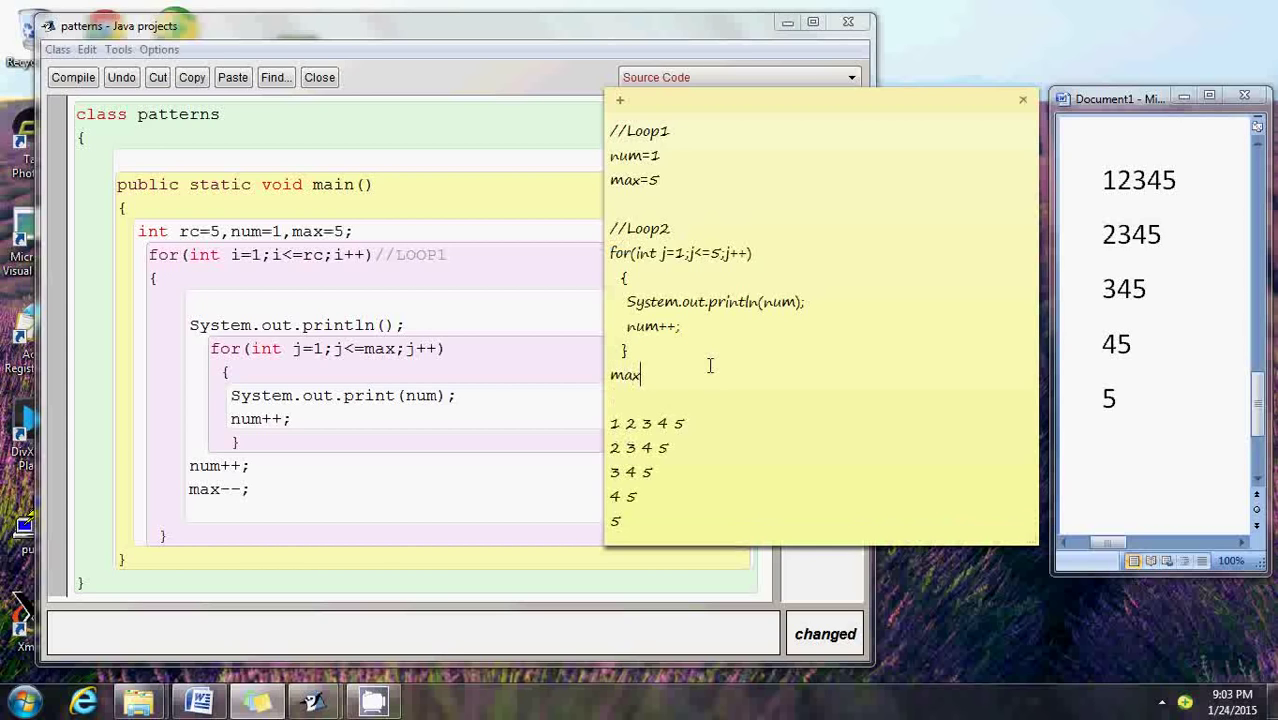 patterns - Java projects
Class Edit Tools Options
Compile Undo Cut Copy Paste Find... Close Source Code
class patterns
{
public static void main()
{
int rc=5,num=1,max=5;
for(int i=1;i<=rc;i++)//LOOP1
{
System.out.println();
for(int j=1;j<=max;j++)
{
System.out.print(num);
num++;
}
num++;
max--;
}
}
}
changed
+
//Loop1
num=1
max=5
//Loop2
for(int j=1;j<=5;j++)
{
System.out.println(num);
num++;
}
max
1 2 3 4 5
2 3 4 5
3 4 5
4 5
5
Document1 - Mi...
12345
2345
345
45
5
100%
9:03 PM
1/24/2015